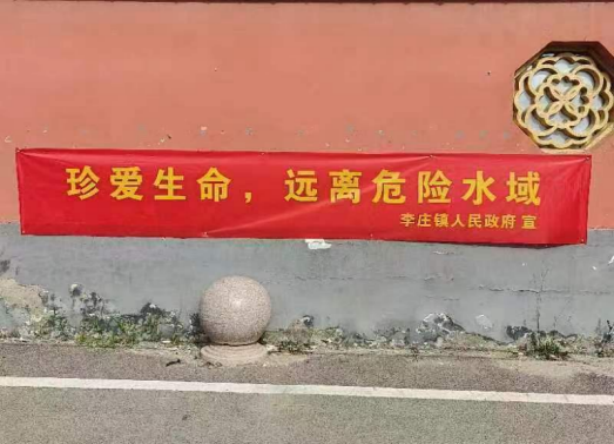 珍爱生命，远离危险水域
李庄镇人民政府 宣